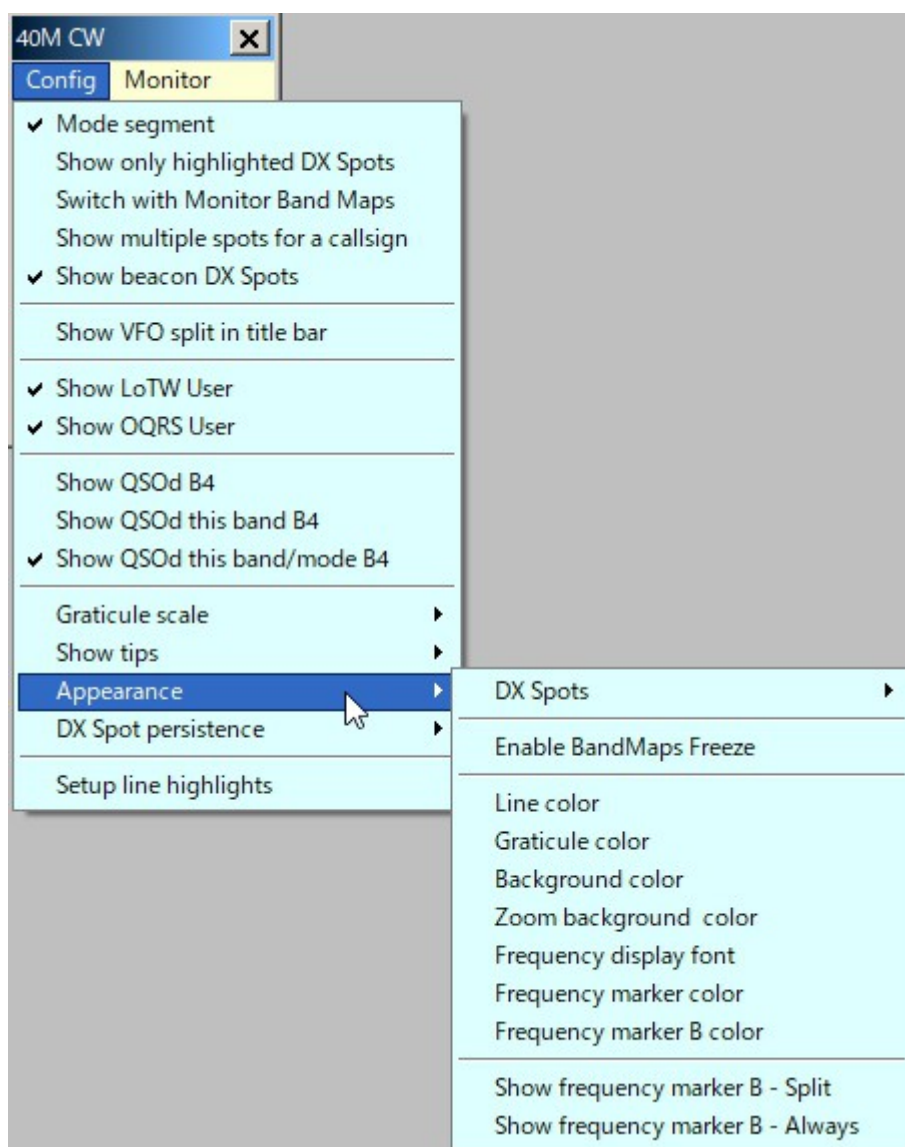 40M CW
Config Monitor
Mode segment
Show only highlighted DX Spots
Switch with Monitor Band Maps
Show multiple spots for a callsign
Show beacon DX Spots
Show VFO split in title bar
Show LoTW User
Show OQRS User
Show QSOd B4
Show QSOd this band B4
Show QSOd this band/mode B4
Graticule scale
Show tips
Appearance
DX Spot persistence
Setup line highlights
DX Spots
Enable BandMaps Freeze
Line color
Graticule color
Background color
Zoom background  color
Frequency display font
Frequency marker color
Frequency marker B color
Show frequency marker B - Split
Show frequency marker B - Always